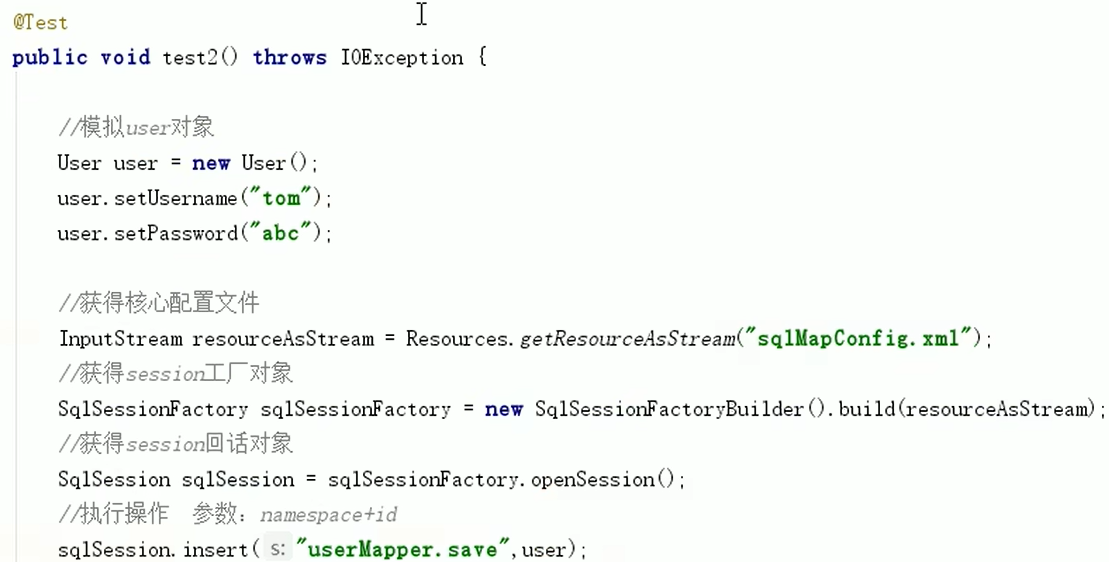 @Test
public void test2() throws IOException {
//模拟user对象
User user = new User();
user.setUsername("tom");
user.setPassword("abc");
//获得核心配置文件
InputStream resourceAsStream = Resources.getResourceAsStream("sqlMapConfig.xml");
//获得session工厂对象
SqlSessionFactory sqlSessionFactory = new SqlSessionFactoryBuilder().build(resourceAsStream);
//获得session回话对象
SqlSession sqlSession = sqlSessionFactory.openSession();
//执行操作 参数：namespace+id
sqlSession.insert( s: "userMapper.save",user);